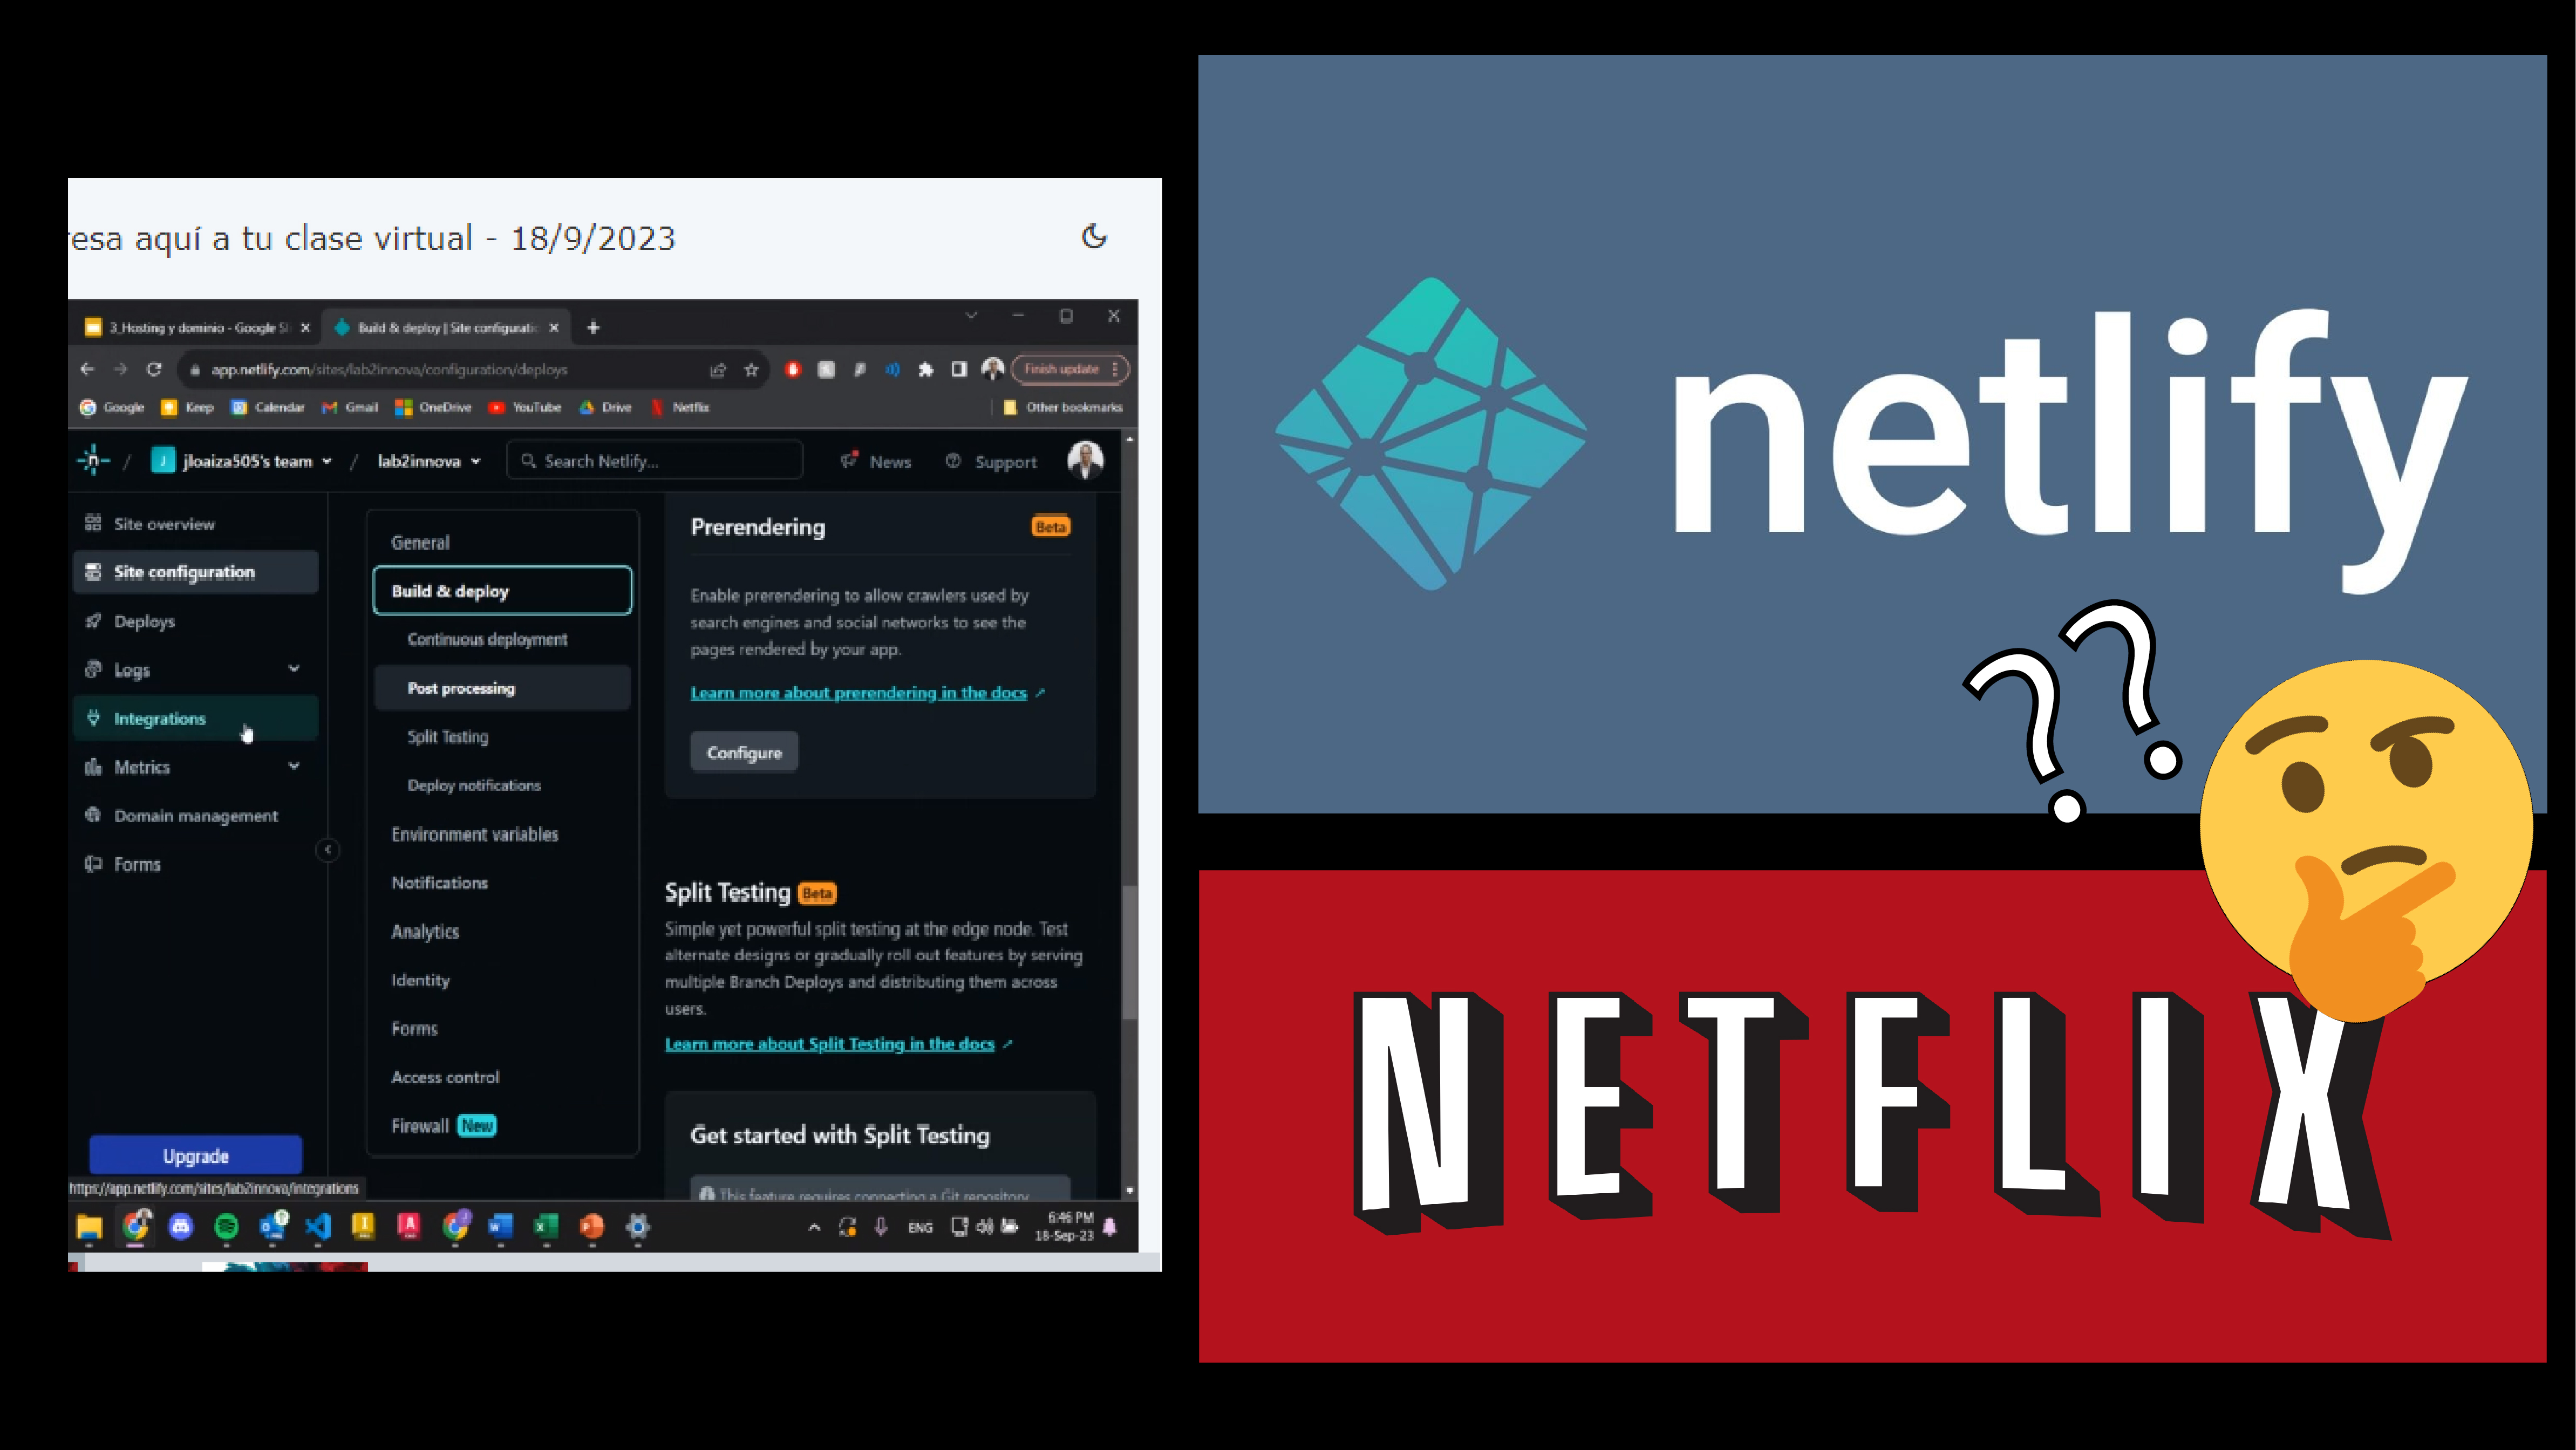 resa aquí a tu clase virtual - 18/9/2023
3_Hosting y dominio - Google Sl
Build & deploy | Site configuratio
app.netlify.com/sites/lab2innova/configuration/deploys
Finish update
Google
Keep
Calendar
Gmail
OneDrive
YouTube
Drive
Netflix
Other bookmarks
n
/
J
jloaiza505's team
/
lab2innova
Search Netlify...
News
Support
Site overview
Site configuration
Deploys
Logs
Integrations
Metrics
Domain management
Forms
Upgrade
https://app.netlify.com/sites/lab2innova/integrations
General
Build & deploy
Continuous deployment
Post processing
Split Testing
Deploy notifications
Environment variables
Notifications
Analytics
Identity
Forms
Access control
Firewall New
Prerendering
Beta
Enable prerendering to allow crawlers used by
search engines and social networks to see the
pages rendered by your app.
Learn more about prerendering in the docs
Configure
Split Testing Beta
Simple yet powerful split testing at the edge node. Test
alternate designs or gradually roll out features by serving
multiple Branch Deploys and distributing them across
users.
Learn more about Split Testing in the docs
Get started with Split Testing
This feature requires connecting a Git repository
ENG
6:46 PM
18-Sep-23
netlify
??
NETFLIX